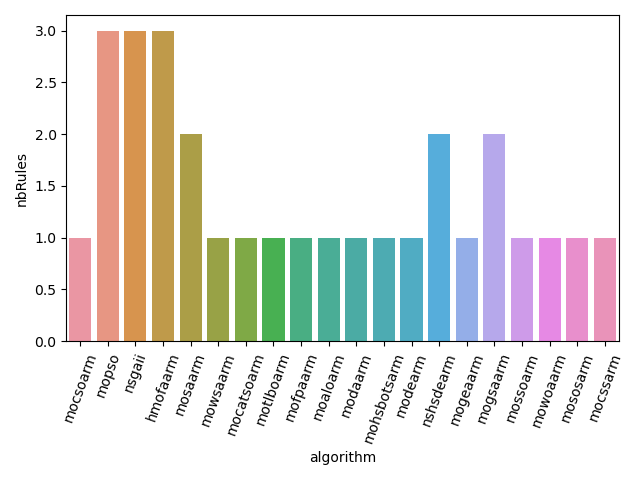 3.0
2.5
2.0
1.5
1.0
0.5
0.0
nbRules
mocsoarm
mopso
nsgaii
hmofaarm
mosaarm
mowsaarm
mocatsoarm
motlboarm
mofpaarm
moaloarm
modaarm
mohsbotsarm
modearm
nshsdearm
mogeaarm
mogsaarm
mossoarm
mowoaarm
mososarm
mocssarm
algorithm